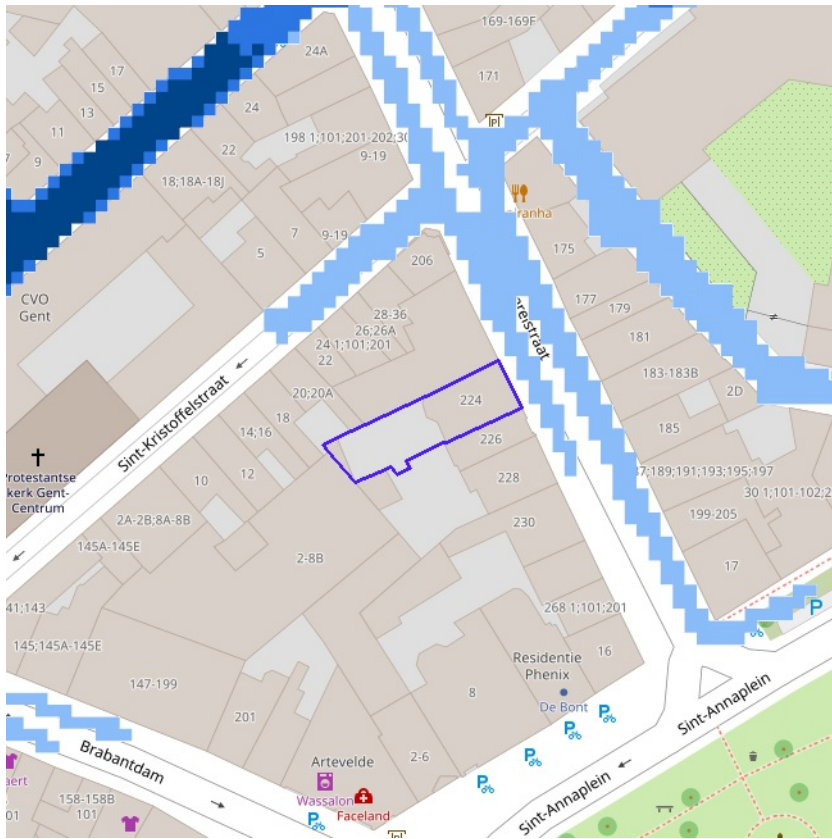 169-169F
24A
171
17
15
13
11
9
24
22
198 1;101;201-202;30
9-19
18;18A-18J
5
7
9-19
206
175
177
179
181
183-183B
2D
185
CVO
Gent
28-36
26;26A
24 1;101;201
22
20;20A
18
14;16
12
10
Sint-Kristoffelstraat
224
226
228
230
87;189;191;193;195;197
199-205
30 1;101-102;2
17
Protestantse
kerk Gent-
Centrum
2A-2B;8A-8B
145A-145E
2-8B
41;143
145;145A-145E
147-199
201
268 1;101;201
16
Residentie
Phenix
De Bont
8
2-6
P
P
P
P
P
P
Sint-Annaplein
Sint-Annaplein
Brabantdam
Artevelde
Wassalon
Faceland
158-158B
101